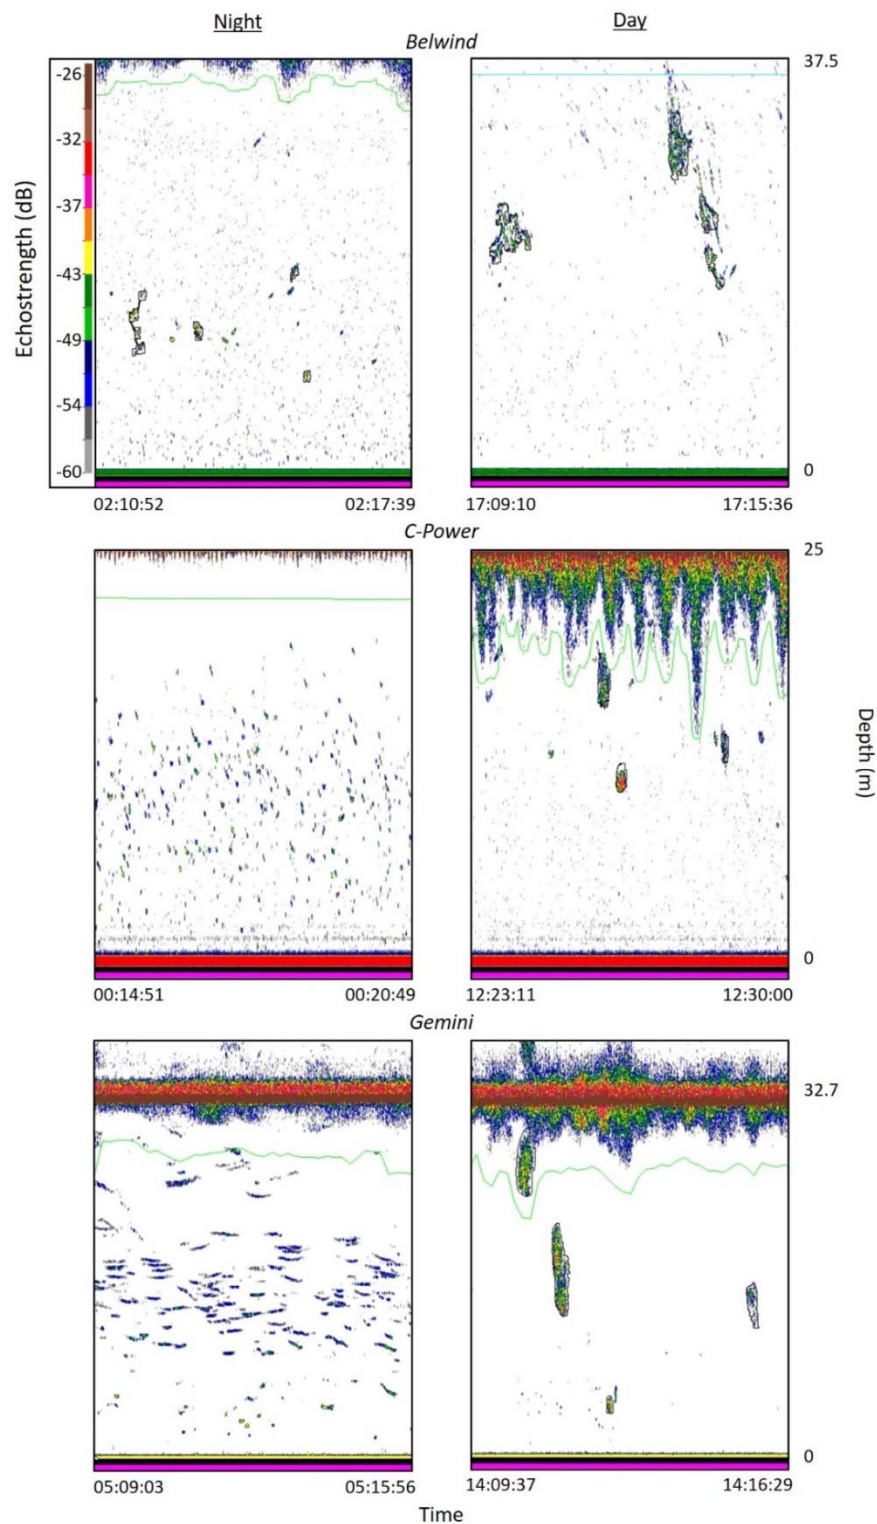 Night Day
Belwind
Echostrength (dB)
-26
-32
-37
-43
-49
-54
-60
37.5
0
02:10:52 02:17:39 17:09:10 17:15:36
C-Power
25
0
Depth (m)
00:14:51 00:20:49 12:23:11 12:30:00
Gemini
32.7
0
05:09:03 05:15:56 14:09:37 14:16:29
Time